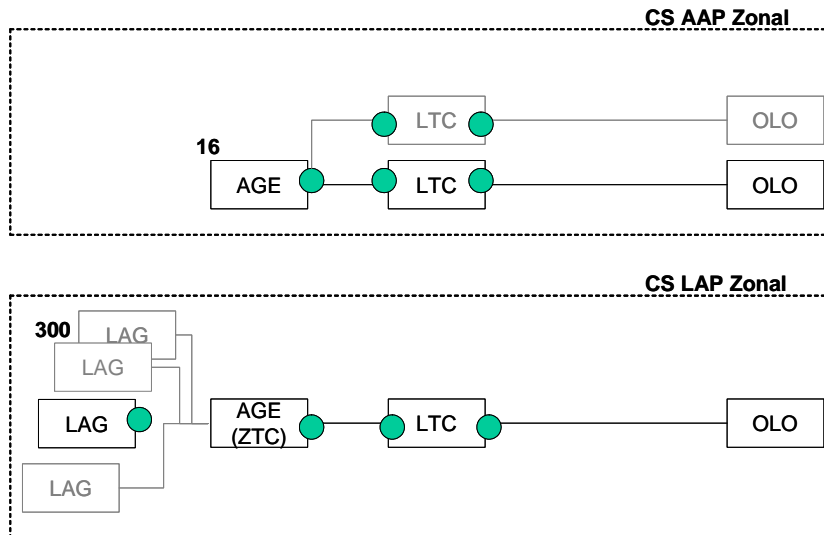 CS AAP Zonal
LTC
OLO
16
AGE
LTC
OLO
CS LAP Zonal
300
LAG
LAG
LAG
AGE
(ZTC)
LTC
OLO
LAG